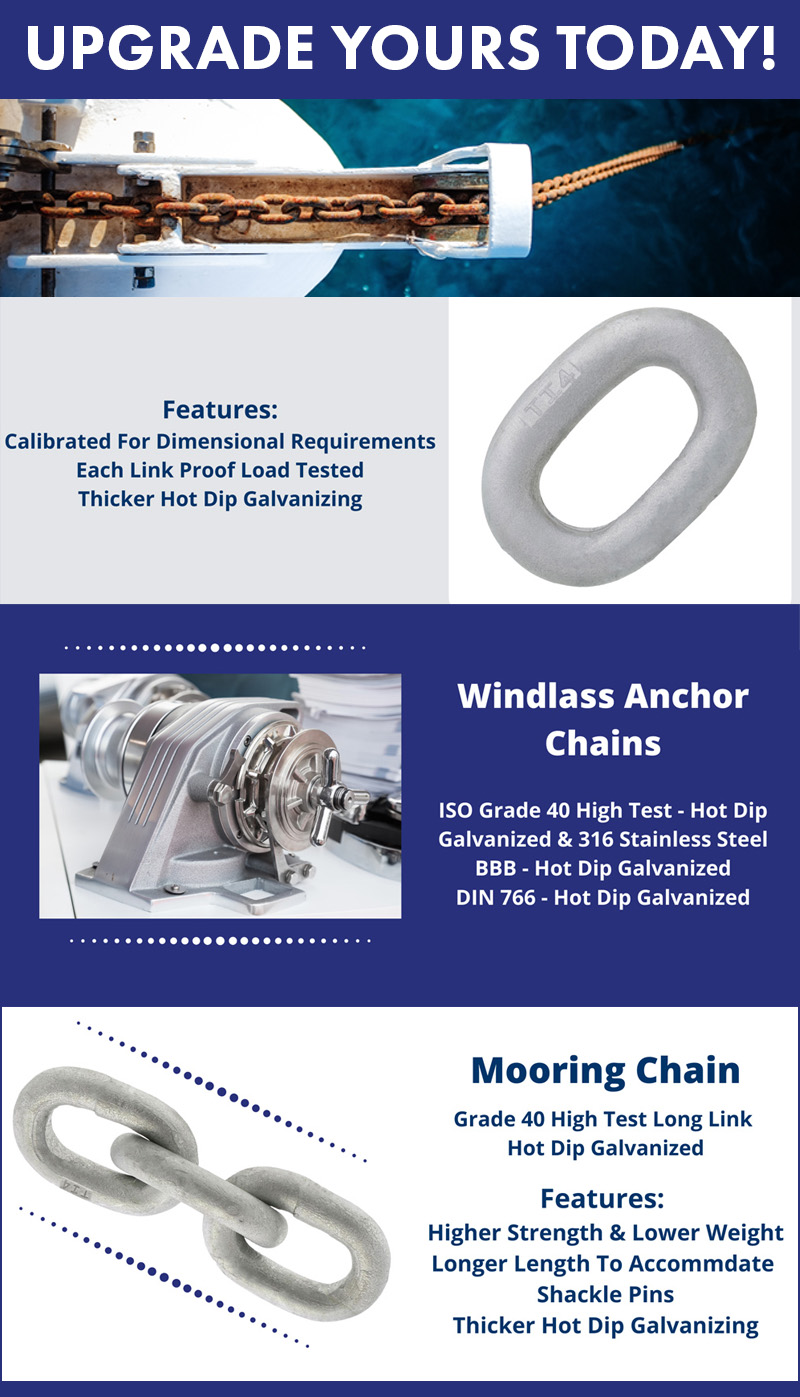 UPGRADE YOURS TODAY!
TT4
Features:
Calibrated For Dimensional Requirements
Each Link Proof Load Tested
Thicker Hot Dip Galvanizing
Windlass Anchor
Chains
ISO Grade 40 High Test - Hot Dip
Galvanized & 316 Stainless Steel
BBB - Hot Dip Galvanized
DIN 766 - Hot Dip Galvanized
Mooring Chain
Grade 40 High Test Long Link
Hot Dip Galvanized
Features:
Higher Strength & Lower Weight
Longer Length To Accommdate
Shackle Pins
Thicker Hot Dip Galvanizing